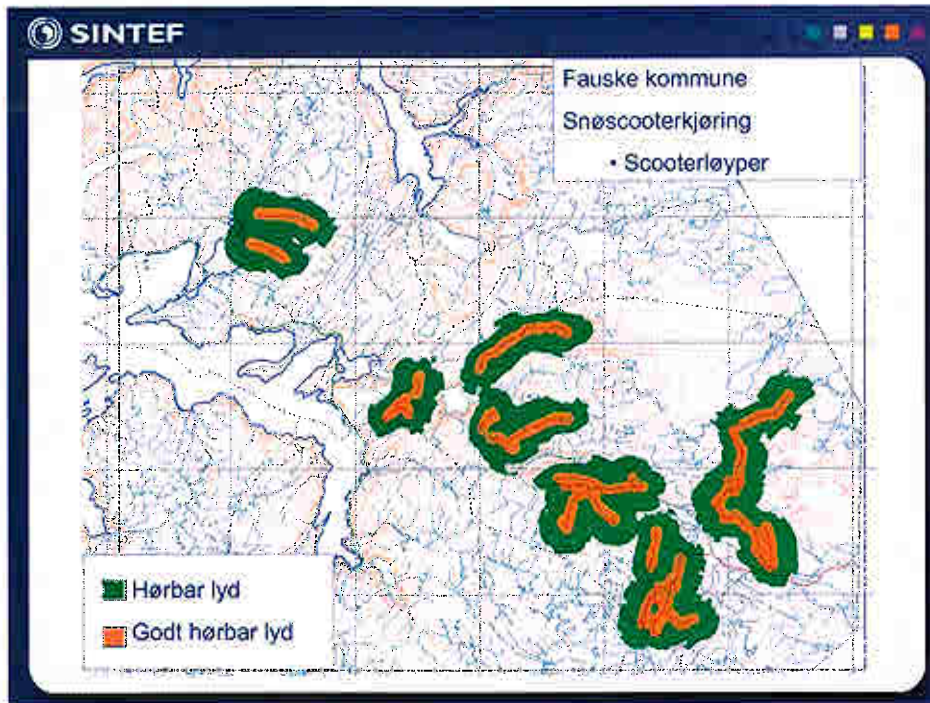 SINTEF
Fauske kommune
Snøscooterkjøring
• Scooterløyper
Hørbar lyd
Godt hørbar lyd